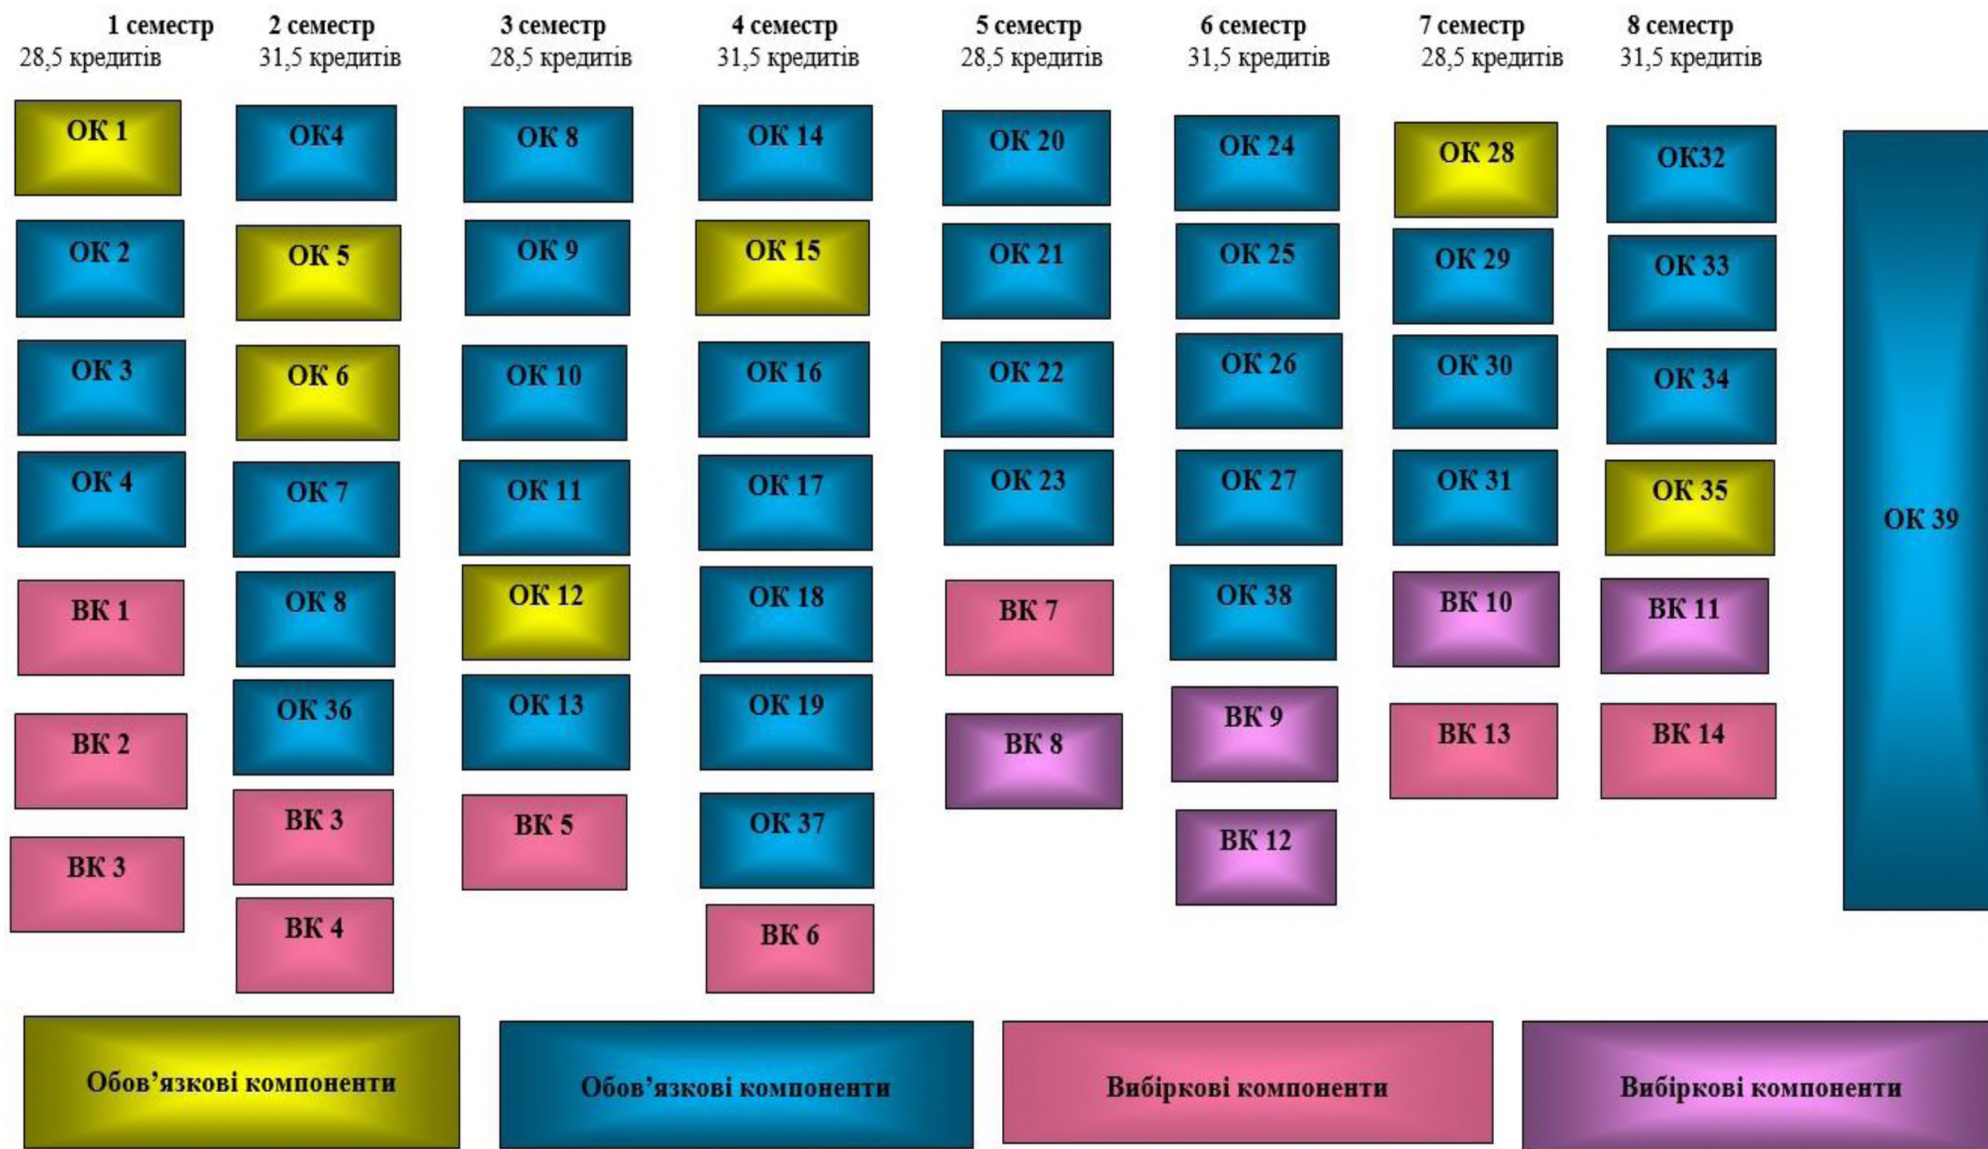 1 семестр
28,5 кредитів
2 семестр
31,5 кредитів
3 семестр
28,5 кредитів
4 семестр
31,5 кредитів
5 семестр
28,5 кредитів
6 семестр
31,5 кредитів
7 семестр
28,5 кредитів
8 семестр
31,5 кредитів
ОК 1
ОК 2
ОК 3
ОК 4
ВК 1
ВК 2
ВК 3
ОК4
ОК 5
ОК 6
ОК 7
ОК 8
ОК 36
ВК 3
ВК 4
ОК 8
ОК 9
ОК 10
ОК 11
ОК 12
ОК 13
ВК 5
ОК 14
ОК 15
ОК 16
ОК 17
ОК 18
ОК 19
ОК 37
ВК 6
ОК 20
ОК 21
ОК 22
ОК 23
ВК 7
ВК 8
ОК 24
ОК 25
ОК 26
ОК 27
ОК 38
ВК 9
ВК 12
ОК 28
ОК 29
ОК 30
ОК 31
ВК 10
ВК 13
ОК32
ОК 33
ОК 34
ОК 35
ВК 11
ВК 14
ОК 39
Обов’язкові компоненти
Обов’язкові компоненти
Вибіркові компоненти
Вибіркові компоненти